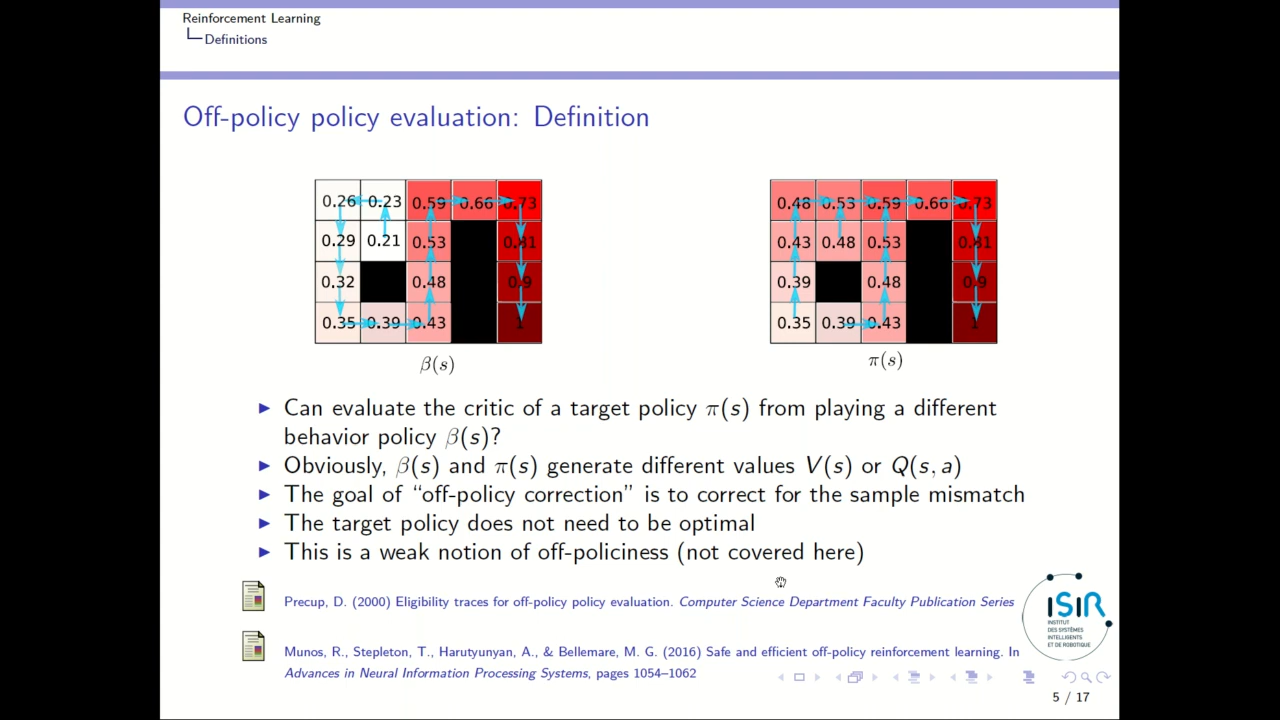 Reinforcement Learning
Definitions
Off-policy policy evaluation: Definition
0.26 0.23 0.59 0.66 0.73
0.29 0.21 0.53 0.81
0.32 0.48 0.9
0.35 0.39 0.43 1
β(s)
0.48 0.53 0.59 0.66 0.73
0.43 0.48 0.53 0.81
0.39 0.48 0.9
0.35 0.39 0.43 1
π(s)
Can evaluate the critic of a target policy π(s) from playing a different
behavior policy β(s)?
Obviously, β(s) and π(s) generate different values V(s) or Q(s, a)
The goal of “off-policy correction” is to correct for the sample mismatch
The target policy does not need to be optimal
This is a weak notion of off-policiness (not covered here)
Precup, D. (2000) Eligibility traces for off-policy policy evaluation. Computer Science Department Faculty Publication Series
Munos, R., Stepleton, T., Harutyunyan, A., & Bellemare, M. G. (2016) Safe and efficient off-policy reinforcement learning. In
Advances in Neural Information Processing Systems, pages 1054–1062
ISIR
INSTITUT
DES SYSTÈMES
INTELLIGENTS
ET DE ROBOTIQUE
5 / 17